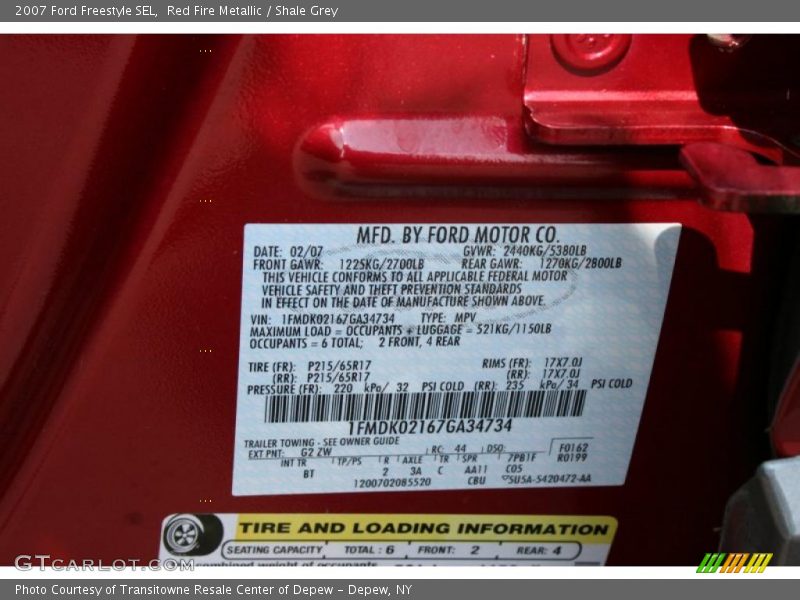 2007 Ford Freestyle SEL, Red Fire Metallic / Shale Grey
MFD. BY FORD MOTOR CO.
DATE: 02/07 GVWR: 2440KG/5380LB
FRONT GAWR: 1225KG/2700LB REAR GAWR: 1270KG/2800LB
THIS VEHICLE CONFORMS TO ALL APPLICABLE FEDERAL MOTOR
VEHICLE SAFETY AND THEFT PREVENTION STANDARDS
IN EFFECT ON THE DATE OF MANUFACTURE SHOWN ABOVE.
VIN: 1FMDK02167GA34734 TYPE: MPV
MAXIMUM LOAD = OCCUPANTS + LUGGAGE = 521KG/1150LB
OCCUPANTS = 6 TOTAL; 2 FRONT, 4 REAR
TIRE (FR): P215/65R17 RIMS (FR): 17X7.0J
(RR): P215/65R17 (RR): 17X7.0J
PRESSURE (FR): 220 kPa/ 32 PSI COLD (RR): 235 kPa/ 34 PSI COLD
1FMDK02167GA34734
TRAILER TOWING - SEE OWNER GUIDE
EXT PNT: G2 ZW RC: 44 DSO: F0162
INT TR TP/PS R AXLE TR SPR 7PB1F R0199
BT 2 3A C AA11 C05
1200702085520 CBU 5U5A-5420472-AA
TIRE AND LOADING INFORMATION
SEATING CAPACITY TOTAL: 6 FRONT: 2 REAR: 4
combined weight of occupants
GTCARLOT.COM
Photo Courtesy of Transitowne Resale Center of Depew – Depew, NY